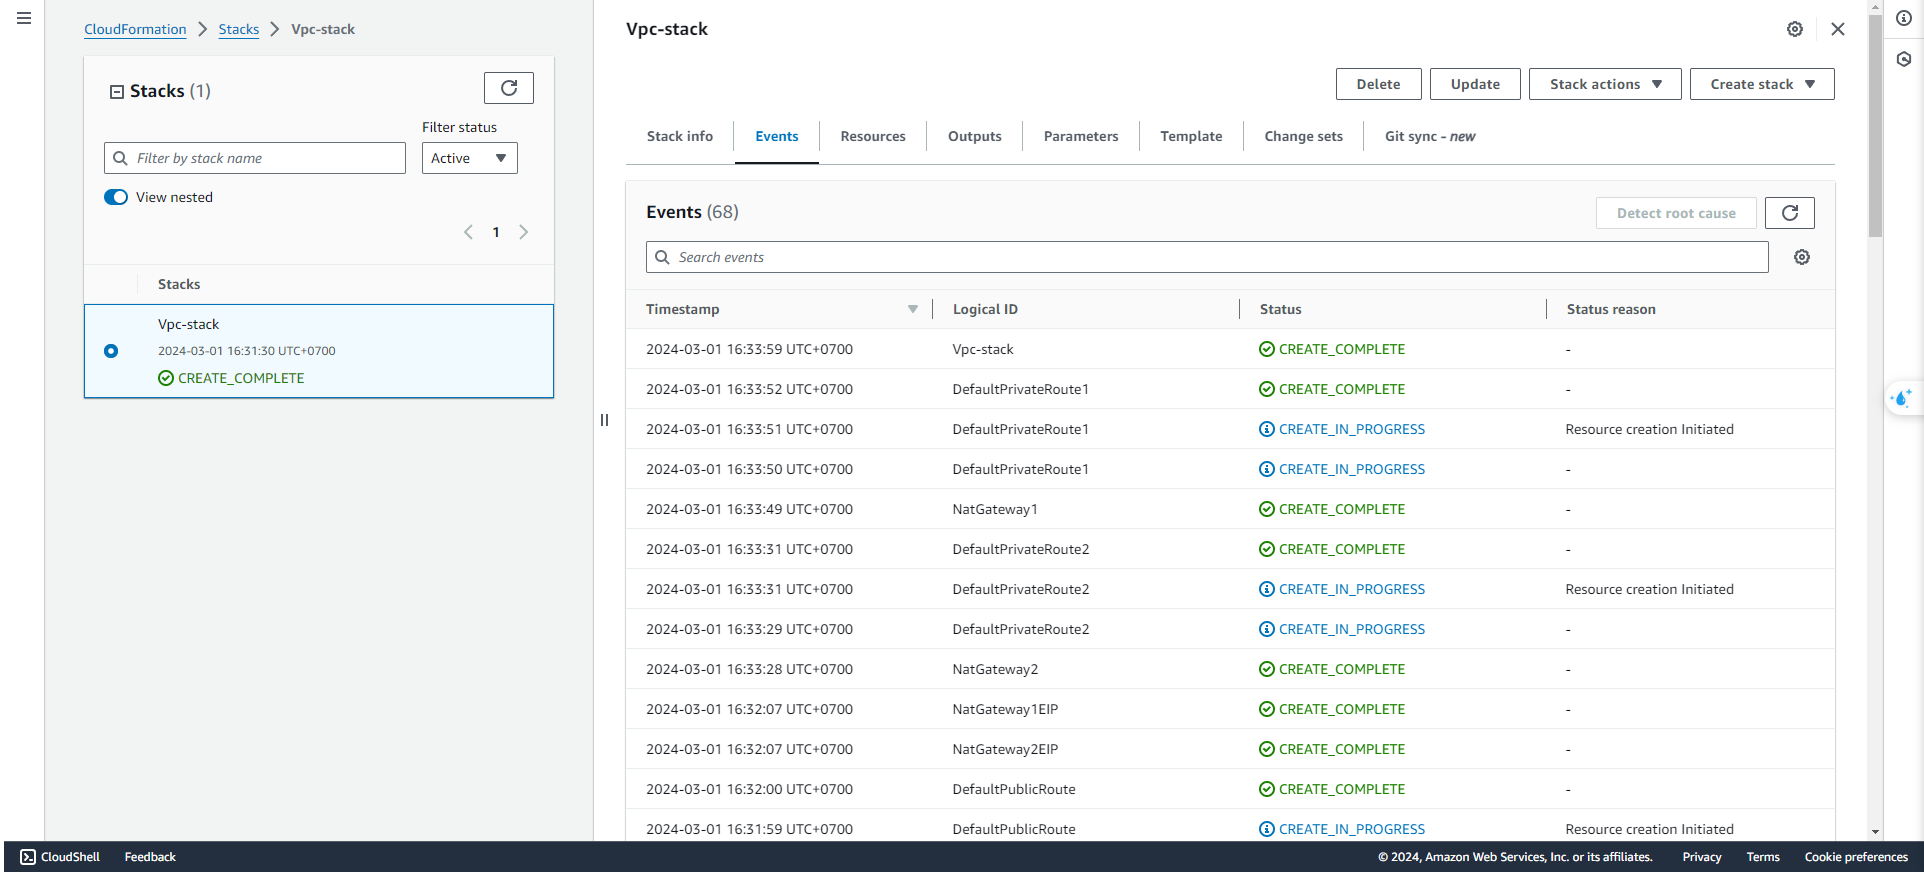 CloudFormation > Stacks > Vpc-stack
Stacks (1)
Filter status
Filter by stack name
Active
View nested
1
Stacks
Vpc-stack
2024-03-01 16:31:30 UTC+0700
CREATE_COMPLETE
Vpc-stack
Delete Update Stack actions Create stack
Stack info Events Resources Outputs Parameters Template Change sets Git sync - new
Events (68)
Detect root cause
Search events
Timestamp Logical ID Status Status reason
2024-03-01 16:33:59 UTC+0700 Vpc-stack CREATE_COMPLETE -
2024-03-01 16:33:52 UTC+0700 DefaultPrivateRoute1 CREATE_COMPLETE -
2024-03-01 16:33:51 UTC+0700 DefaultPrivateRoute1 CREATE_IN_PROGRESS Resource creation Initiated
2024-03-01 16:33:50 UTC+0700 DefaultPrivateRoute1 CREATE_IN_PROGRESS -
2024-03-01 16:33:49 UTC+0700 NatGateway1 CREATE_COMPLETE -
2024-03-01 16:33:31 UTC+0700 DefaultPrivateRoute2 CREATE_COMPLETE -
2024-03-01 16:33:31 UTC+0700 DefaultPrivateRoute2 CREATE_IN_PROGRESS Resource creation Initiated
2024-03-01 16:33:29 UTC+0700 DefaultPrivateRoute2 CREATE_IN_PROGRESS -
2024-03-01 16:33:28 UTC+0700 NatGateway2 CREATE_COMPLETE -
2024-03-01 16:32:07 UTC+0700 NatGateway1EIP CREATE_COMPLETE -
2024-03-01 16:32:07 UTC+0700 NatGateway2EIP CREATE_COMPLETE -
2024-03-01 16:32:00 UTC+0700 DefaultPublicRoute CREATE_COMPLETE -
2024-03-01 16:31:59 UTC+0700 DefaultPublicRoute CREATE_IN_PROGRESS Resource creation Initiated
CloudShell Feedback © 2024, Amazon Web Services, Inc. or its affiliates. Privacy Terms Cookie preferences